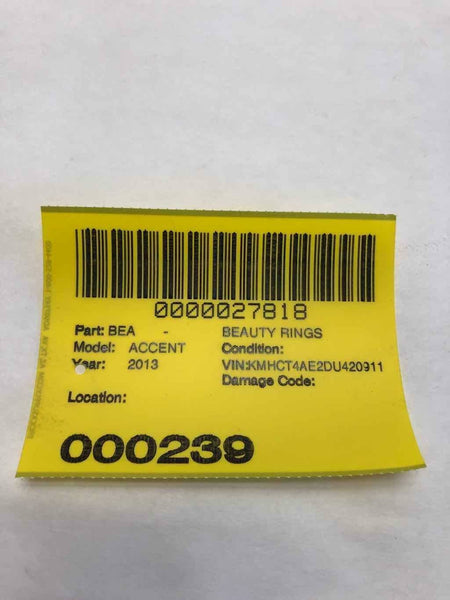 0000027818
Part: BEA - BEAUTY RINGS
Model: ACCENT Condition:
Year: 2013 VIN:KMHCT4AE2DU420911
Damage Code:
Location:
000239